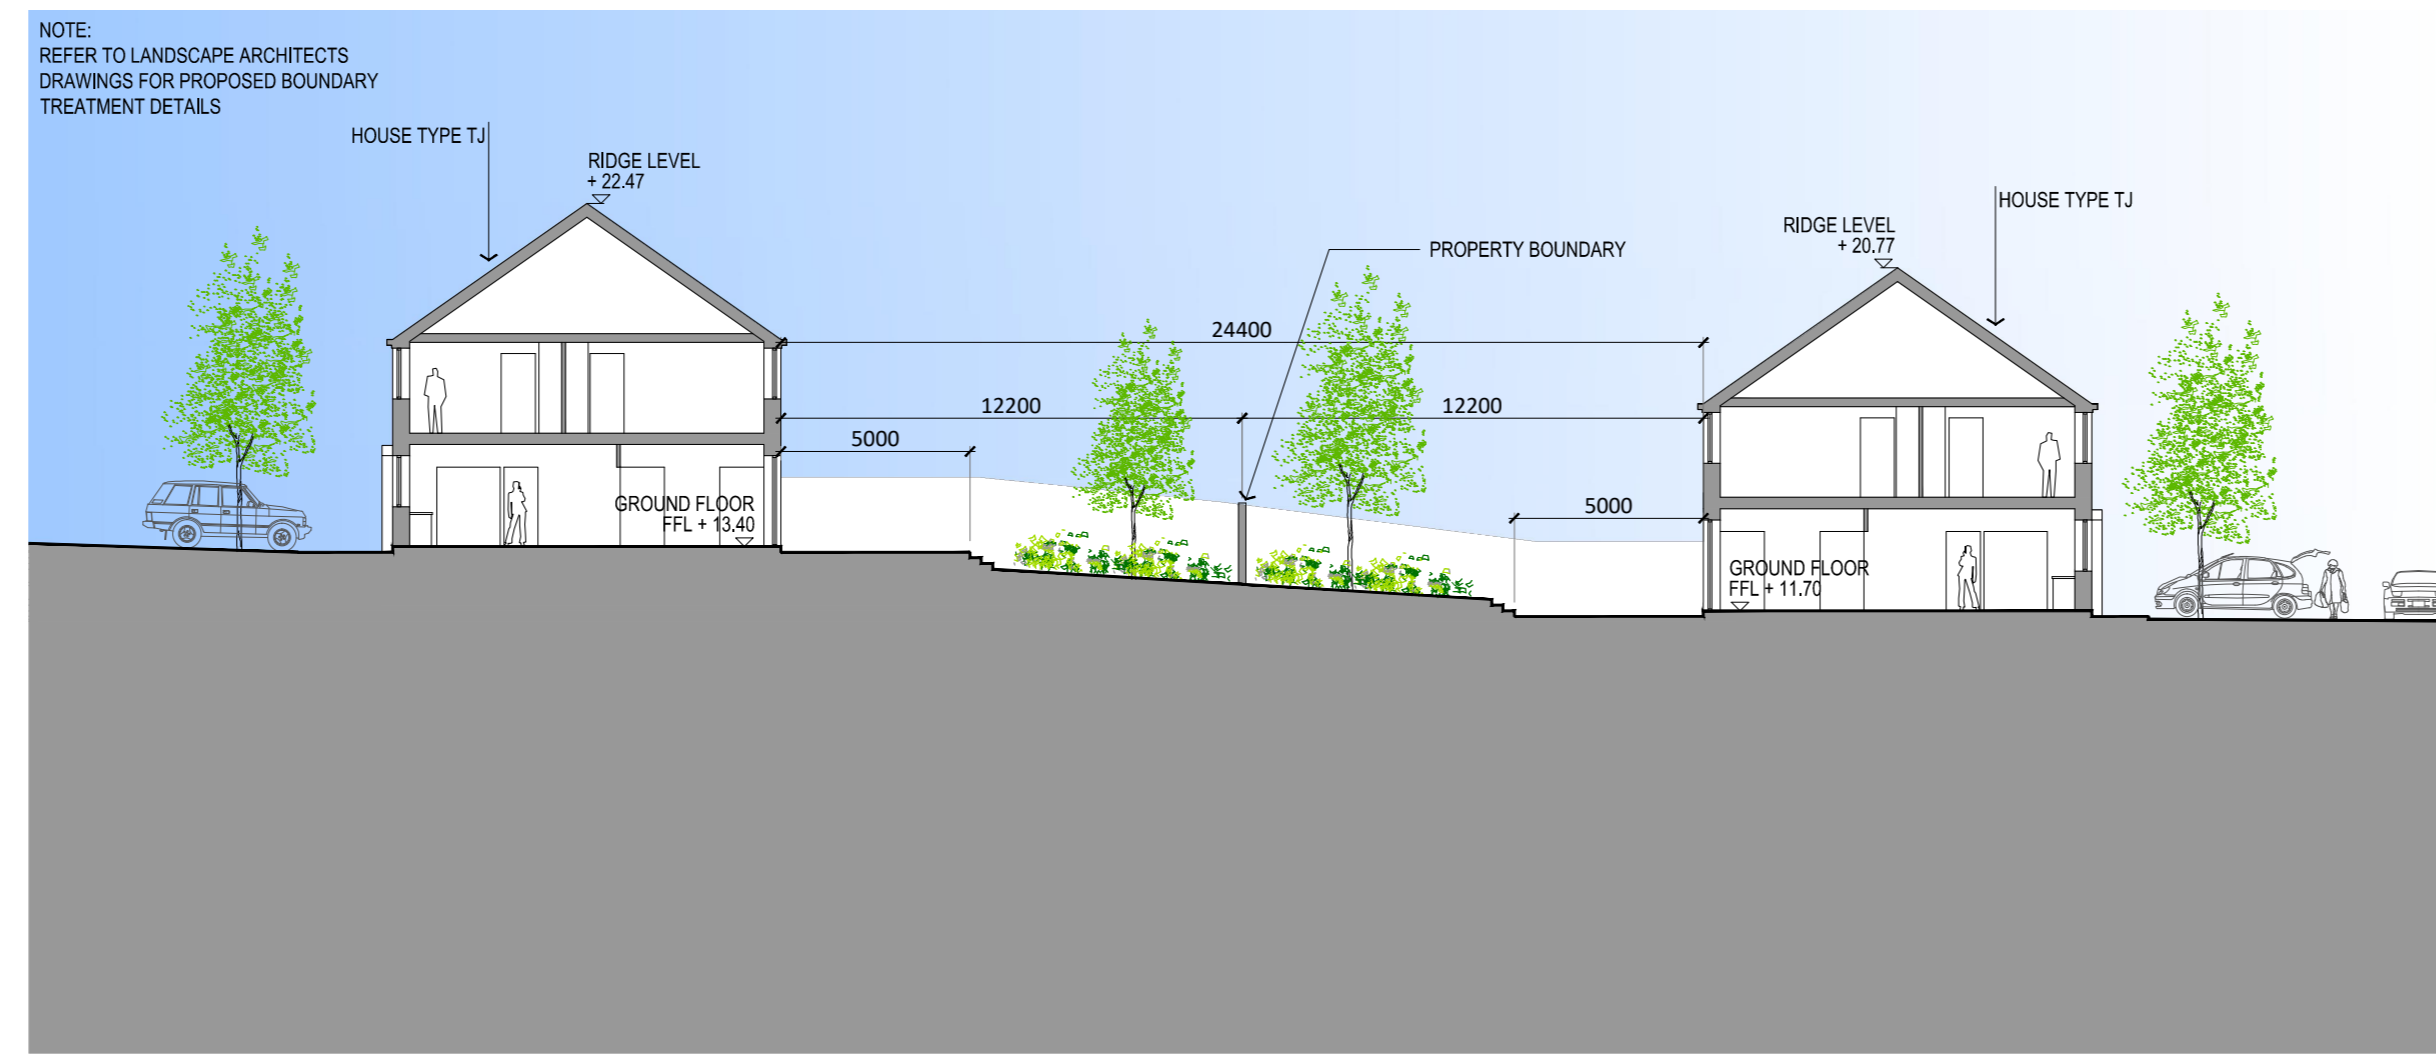 NOTE:
REFER TO LANDSCAPE ARCHITECTS
DRAWINGS FOR PROPOSED BOUNDARY
TREATMENT DETAILS
HOUSE TYPE TJ
RIDGE LEVEL
+ 22.47
HOUSE TYPE TJ
RIDGE LEVEL
+ 20.77
PROPERTY BOUNDARY
24400
12200
12200
5000
5000
GROUND FLOOR
FFL + 13.40
GROUND FLOOR
FFL + 11.70